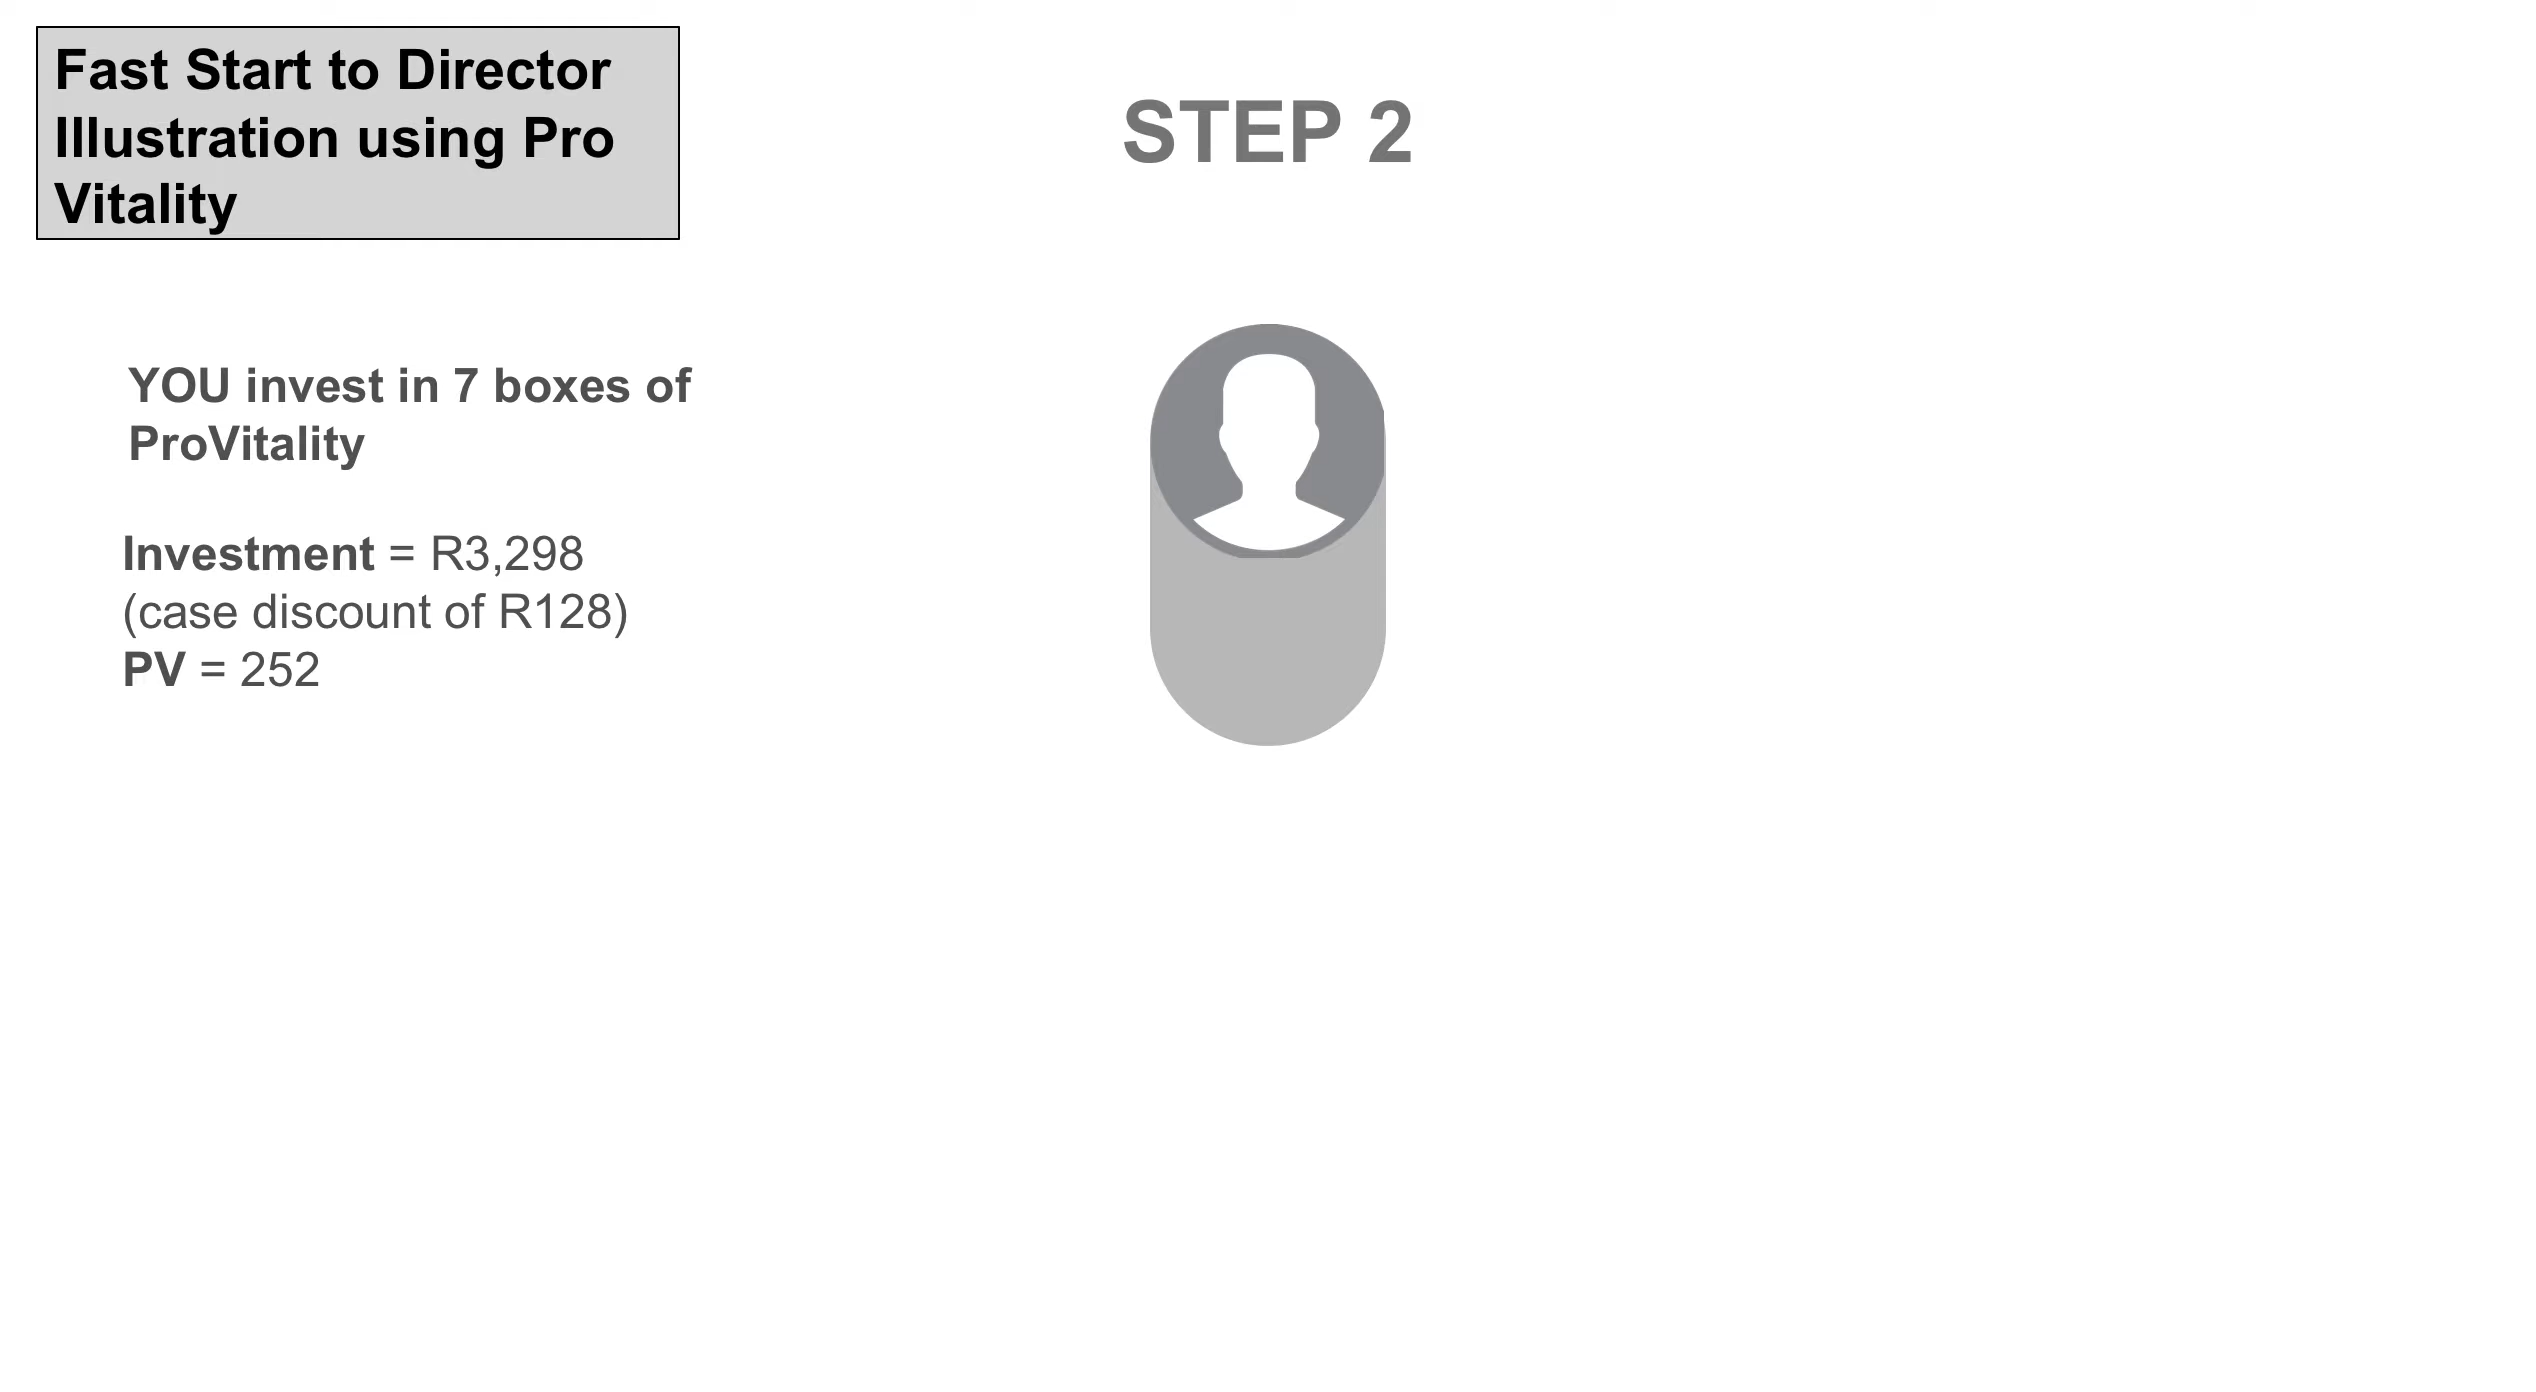 Fast Start to Director
Illustration using Pro
Vitality
STEP 2
YOU invest in 7 boxes of
ProVitality
Investment = R3,298
(case discount of R128)
PV = 252